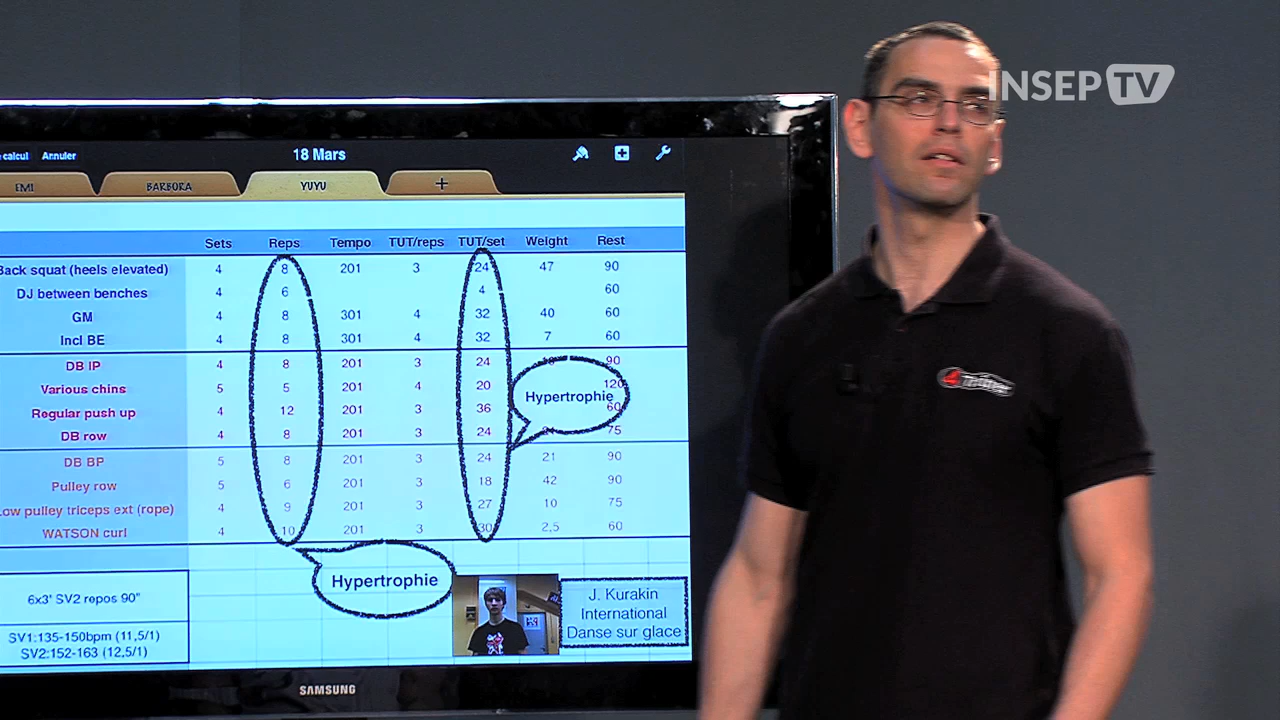 INSEP TV
e calcul Annuler 18 Mars
EMI BARBORA YUYU +
Sets Reps Tempo TUT/reps TUT/set Weight Rest
Back squat (heels elevated) 4 8 201 3 24 47 90
DJ between benches 4 6 4 60
GM 4 8 301 4 32 40 60
Incl BE 4 8 301 4 32 7 60
DB IP 4 8 201 3 24 90
Various chins 5 5 201 4 20 120
Regular push up 4 12 201 3 36 60
DB row 4 8 201 3 24 75
Hypertrophie
DB BP 5 8 201 3 24 21 90
Pulley row 5 6 201 3 18 42 90
Low pulley triceps ext (rope) 4 9 201 3 27 10 75
WATSON curl 4 10 201 3 30 2,5 60
Hypertrophie
6x3' SV2 repos 90"
SV1:135-150bpm (11,5/1)
SV2:152-163 (12,5/1)
J. Kurakin
International
Danse sur glace
SAMSUNG